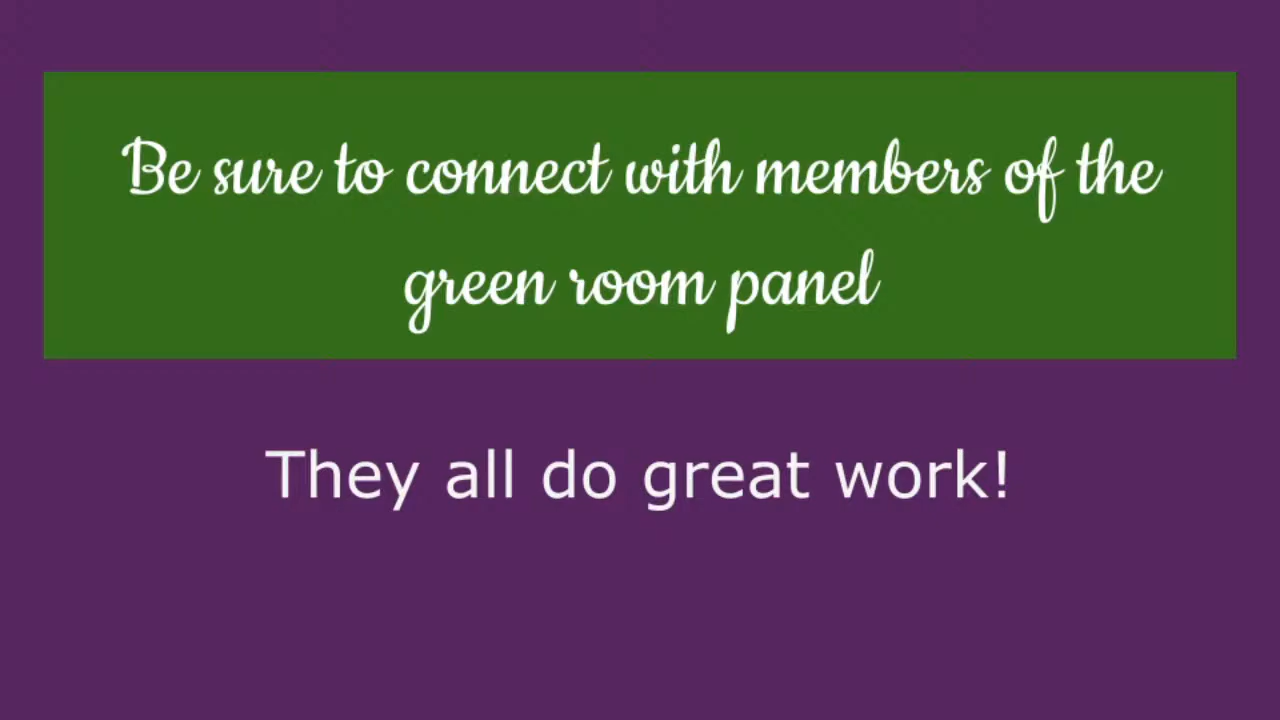 Be sure to connect with members of the
green room panel
They all do great work!